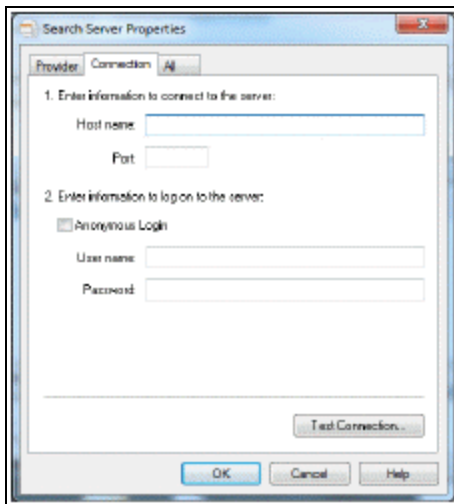 Search Server Properties
Provider Connection All
1. Enter information to connect to the server:
Host name:
Port:
2. Enter information to log on to the server:
Anonymous Login
User name:
Password:
Test Connection...
OK Cancel Help